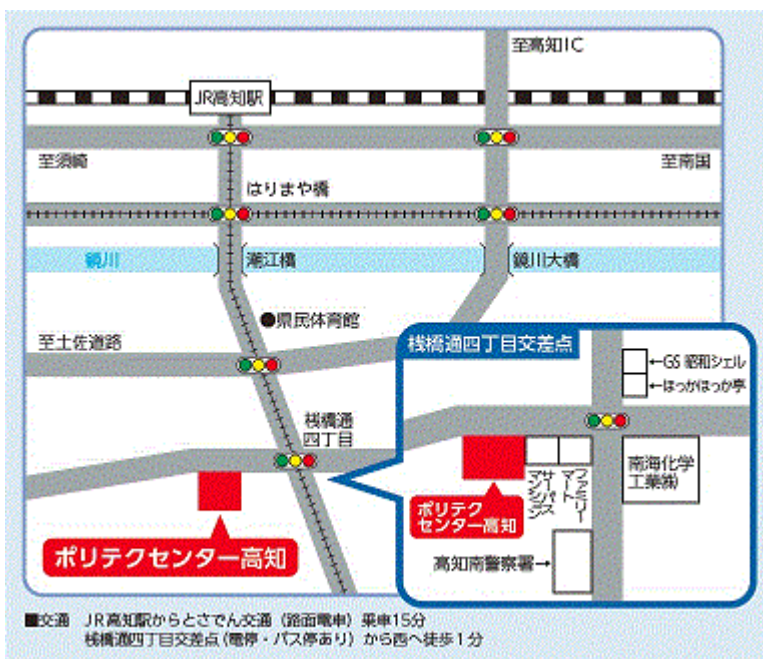 至高知IC
JR高知駅
至須崎
至南国
はりまや橋
鏡川
潮江橋
鏡川大橋
●県民体育館
至土佐道路
桟橋通
四丁目
ポリテクセンター高知
桟橋通四丁目交差点
←GS 昭和シェル
←ほっかほっか亭
ポリテク
センター高知
サーパス
マンション
ファミリー
マート
南海化学
工業㈱
高知南警察署→
■交通 JR高知駅からとさでん交通（路面電車）乗車15分
桟橋通四丁目交差点（電停・バス停あり）から西へ徒歩1分